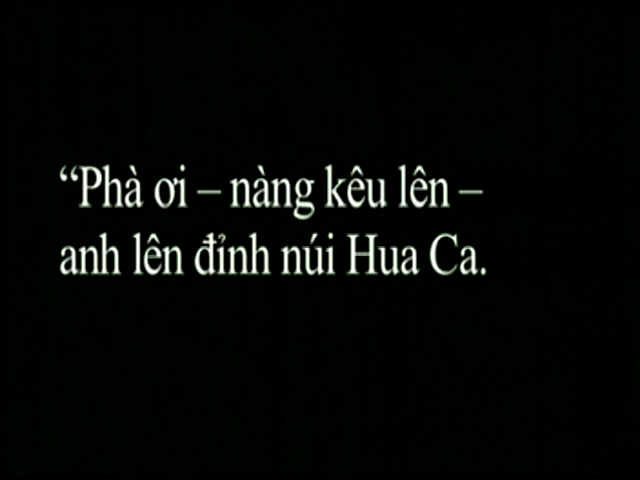 “Phà ơi – nàng kêu lên –
anh lên đỉnh núi Hua Ca.